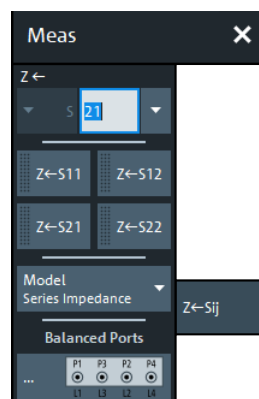 Meas
Z←
S 21
Z←S11 Z←S12
Z←S21 Z←S22
Model
Series Impedance
Z←Sij
Balanced Ports
... P1 P3 P2 P4
L1 L3 L2 L4